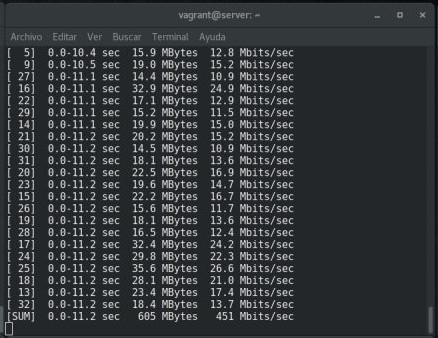 vagrant@server: ~
Archivo Editar Ver Buscar Terminal Ayuda
[ 5] 0.0-10.4 sec 15.9 MBytes 12.8 Mbits/sec
[ 9] 0.0-10.5 sec 19.0 MBytes 15.2 Mbits/sec
[ 27] 0.0-11.1 sec 14.4 MBytes 10.9 Mbits/sec
[ 16] 0.0-11.1 sec 32.9 MBytes 24.9 Mbits/sec
[ 22] 0.0-11.1 sec 17.1 MBytes 12.9 Mbits/sec
[ 29] 0.0-11.1 sec 15.2 MBytes 11.5 Mbits/sec
[ 14] 0.0-11.1 sec 19.9 MBytes 15.0 Mbits/sec
[ 21] 0.0-11.2 sec 20.2 MBytes 15.2 Mbits/sec
[ 30] 0.0-11.2 sec 14.5 MBytes 10.9 Mbits/sec
[ 31] 0.0-11.2 sec 18.1 MBytes 13.6 Mbits/sec
[ 20] 0.0-11.2 sec 22.5 MBytes 16.9 Mbits/sec
[ 23] 0.0-11.2 sec 19.6 MBytes 14.7 Mbits/sec
[ 15] 0.0-11.2 sec 22.2 MBytes 16.7 Mbits/sec
[ 26] 0.0-11.2 sec 15.6 MBytes 11.7 Mbits/sec
[ 19] 0.0-11.2 sec 18.1 MBytes 13.6 Mbits/sec
[ 28] 0.0-11.2 sec 16.5 MBytes 12.4 Mbits/sec
[ 17] 0.0-11.2 sec 32.4 MBytes 24.2 Mbits/sec
[ 24] 0.0-11.2 sec 29.8 MBytes 22.3 Mbits/sec
[ 25] 0.0-11.2 sec 35.6 MBytes 26.6 Mbits/sec
[ 18] 0.0-11.2 sec 28.1 MBytes 21.0 Mbits/sec
[ 13] 0.0-11.2 sec 23.4 MBytes 17.4 Mbits/sec
[ 32] 0.0-11.2 sec 18.4 MBytes 13.7 Mbits/sec
[SUM] 0.0-11.2 sec 605 MBytes 451 Mbits/sec